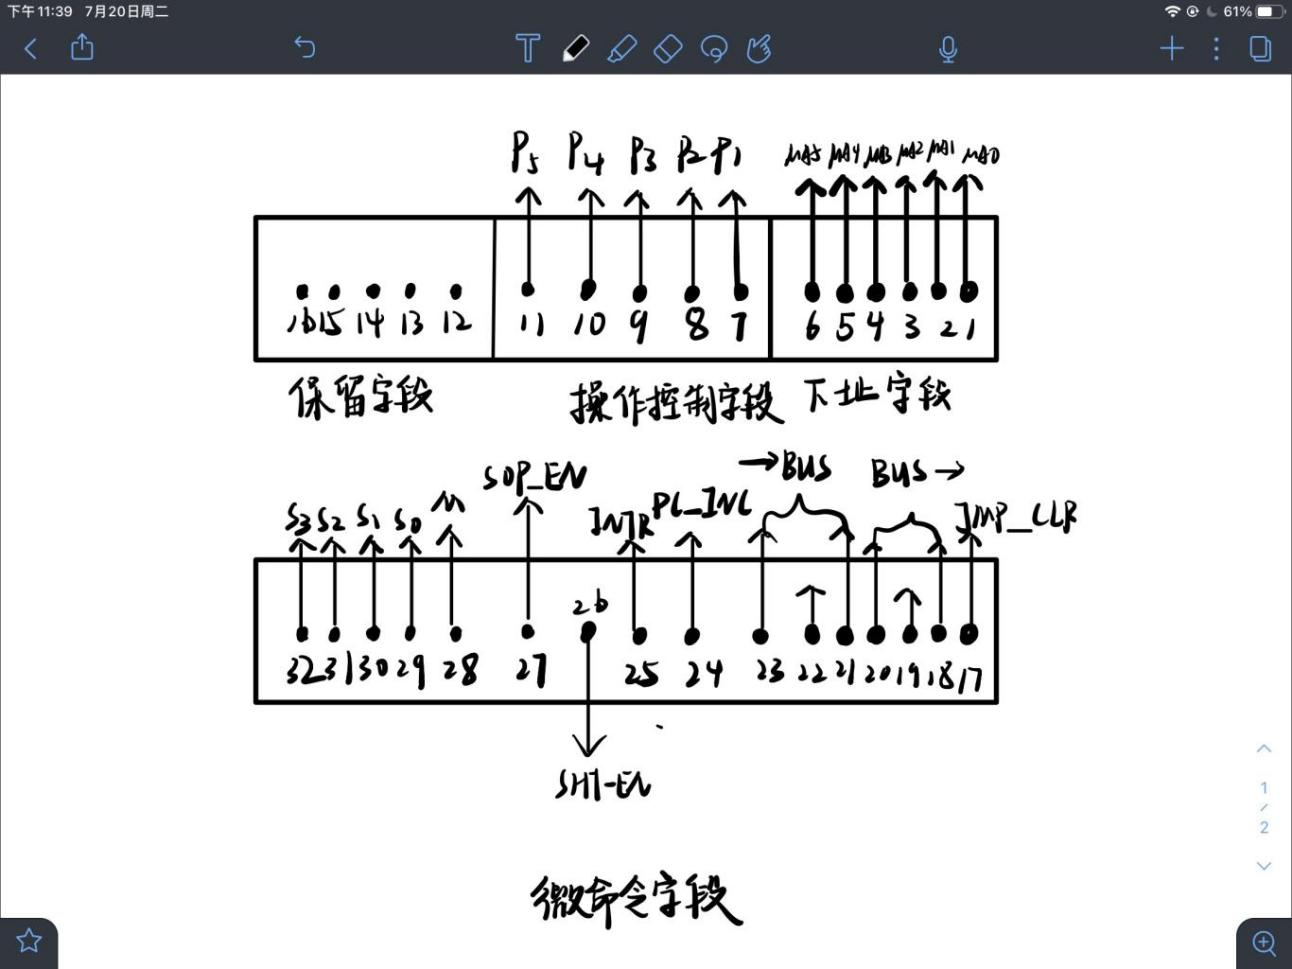 下午11:39 7月20日周二
61%
P5 P4 P3 P2 P1 MA5 MA4 MA3 MA2 MA1 MA0
16 15 14 13 12 11 10 9 8 7 6 5 4 3 2 1
保留字段 操作控制字段 下址字段
S3 S2 S1 S0 M SOP_EN INIR PC_INC →BUS BUS→ JMP_CLR
26
32 31 30 29 28 27 25 24 23 22 21 20 19 18 17
SHT-EN
微命令字段
1
/
2